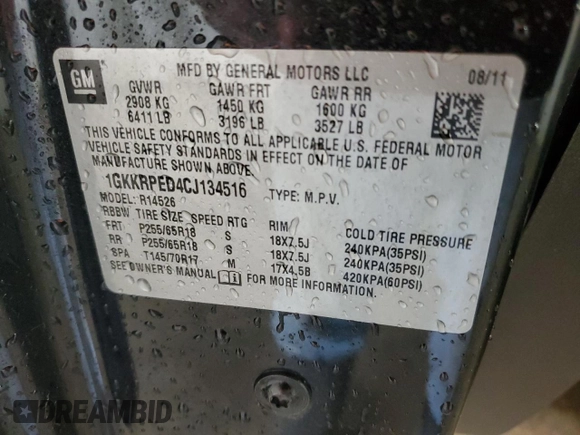 GM
MFD BY GENERAL MOTORS LLC 08/11
GVWR GAWR FRT GAWR RR
2908 KG 1450 KG 1600 KG
6411 LB 3196 LB 3527 LB
THIS VEHICLE CONFORMS TO ALL APPLICABLE U.S. FEDERAL MOTOR
VEHICLE SAFETY STANDARDS IN EFFECT ON THE DATE OF
MANUFACTURE SHOWN ABOVE.
1GKKRPED4CJ134516 TYPE: M.P.V.
MODEL: R14526
RBBW TIRE SIZE SPEED RTG RIM COLD TIRE PRESSURE
FRT P255/65R18 S 18X7.5J 240KPA(35PSI)
RR P255/65R18 S 18X7.5J 240KPA(35PSI)
SPA T145/70R17 M 17X4.5B 420KPA(60PSI)
SEE OWNER'S MANUAL FOR MORE INFORMATION.
DREAMBID